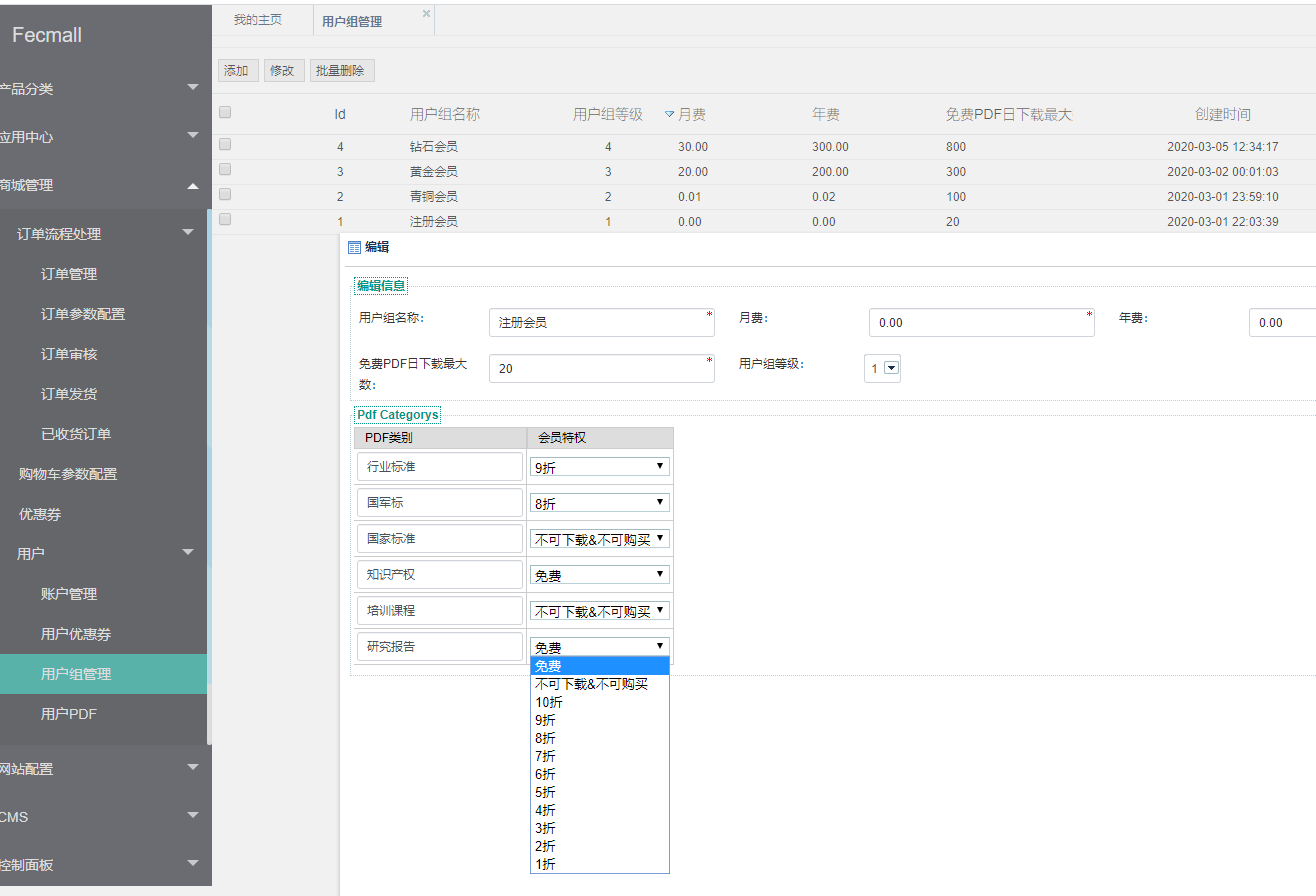 Fecmall
我的主页
用户组管理
添加
修改
批量删除
产品分类
应用中心
商城管理
订单流程处理
订单管理
订单参数配置
订单审核
订单发货
已收货订单
购物车参数配置
优惠券
用户
账户管理
用户优惠券
用户组管理
用户PDF
网站配置
CMS
控制面板
Id 用户组名称 用户组等级 月费 年费 免费PDF日下载最大 创建时间
4 钻石会员 4 30.00 300.00 800 2020-03-05 12:34:17
3 黄金会员 3 20.00 200.00 300 2020-03-02 00:01:03
2 青铜会员 2 0.01 0.02 100 2020-03-01 23:59:10
1 注册会员 1 0.00 0.00 20 2020-03-01 22:03:39
编辑
编辑信息
用户组名称: 注册会员 * 月费: 0.00 * 年费: 0.00
免费PDF日下载最大数: 20 * 用户组等级: 1
Pdf Categorys
PDF类别 会员特权
行业标准 9折
国军标 8折
国家标准 不可下载&不可购买
知识产权 免费
培训课程 不可下载&不可购买
研究报告 免费
免费
不可下载&不可购买
10折
9折
8折
7折
6折
5折
4折
3折
2折
1折